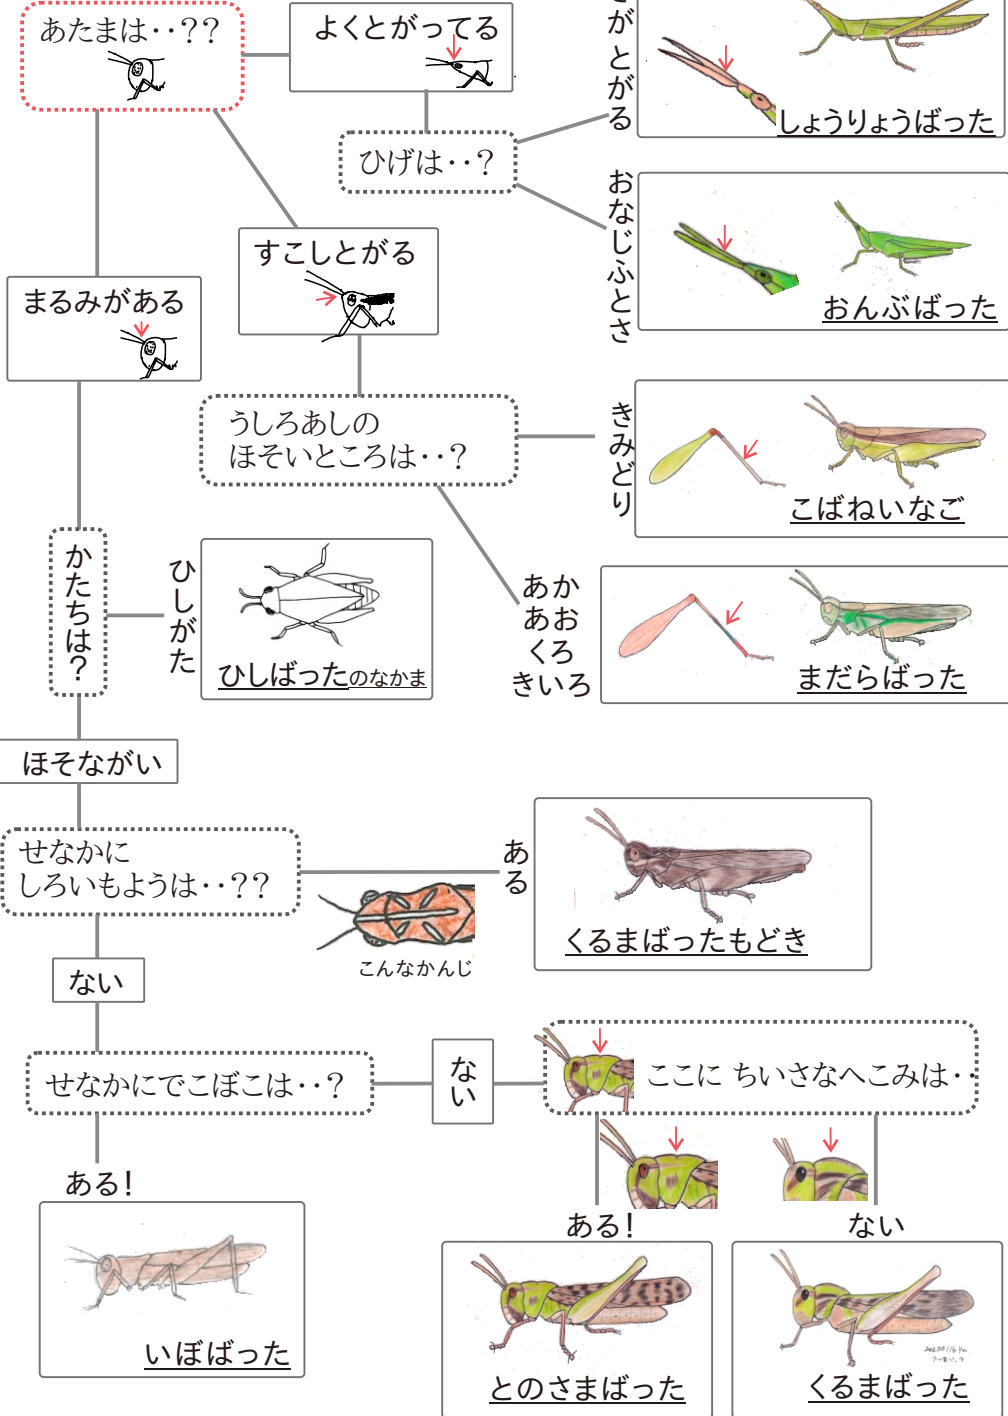 あたまは‥？？
よくとがってる
がとがる
しょうりょうばった
ひげは‥？
おなじふとさ
おんぶばった
すこしとがる
まるみがある
うしろあしの
ほそいところは‥？
きみどり
こばねいなご
あか
あお
くろ
きいろ
まだらばった
かたちは？
ひしがた
ひしばったのなかま
ほそながい
せなかに
しろいもようは‥？？
ある
くるまばったもどき
こんなかんじ
ない
せなかにでこぼこは‥？
ない
ここに ちいさなへこみは‥
ある！
いぼばった
ある！
とのさまばった
ない
くるまばった